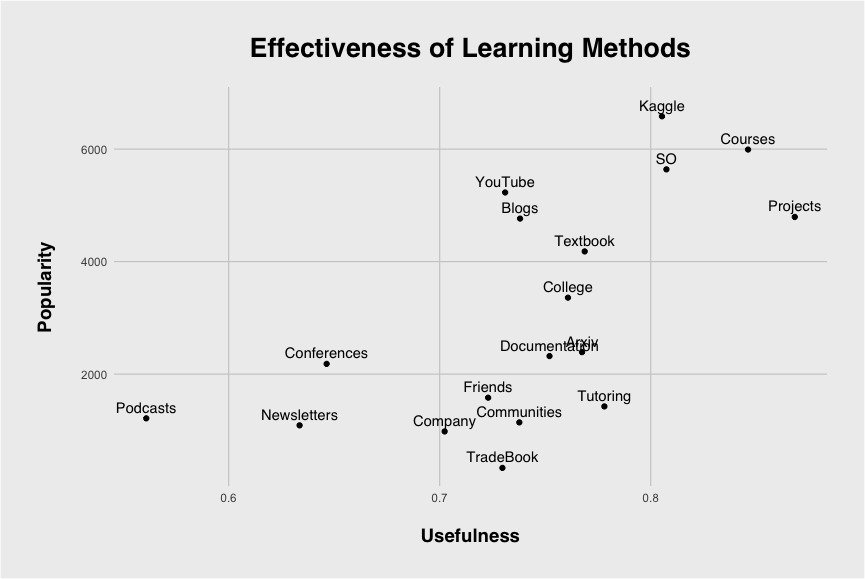 Effectiveness of Learning Methods
Kaggle
Courses
6000
SO
YouTube
Projects
Blogs
Textbook
4000
College
Arxiv
Documentation
Conferences
2000
Friends
Tutoring
Podcasts
Communities
Newsletters
Company
TradeBook
0.6
0.7
0.8
Usefulness
Popularity